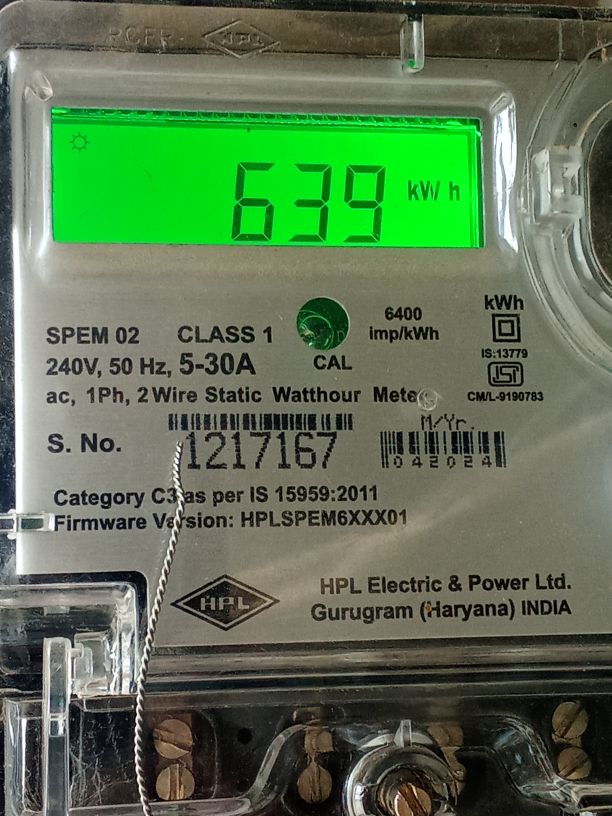 HPL
639 kWh
SPEM 02 CLASS 1
240V, 50 Hz, 5-30A
CAL
6400
imp/kWh
kWh
IS:13779
ISI
CM/L-9190783
ac, 1Ph, 2Wire Static Watthour Meter
M/Yr.
S. No. 1217167
042024
Category C3 as per IS 15959:2011
Firmware Version: HPLSPEM6XXX01
HPL
HPL Electric & Power Ltd.
Gurugram (Haryana) INDIA